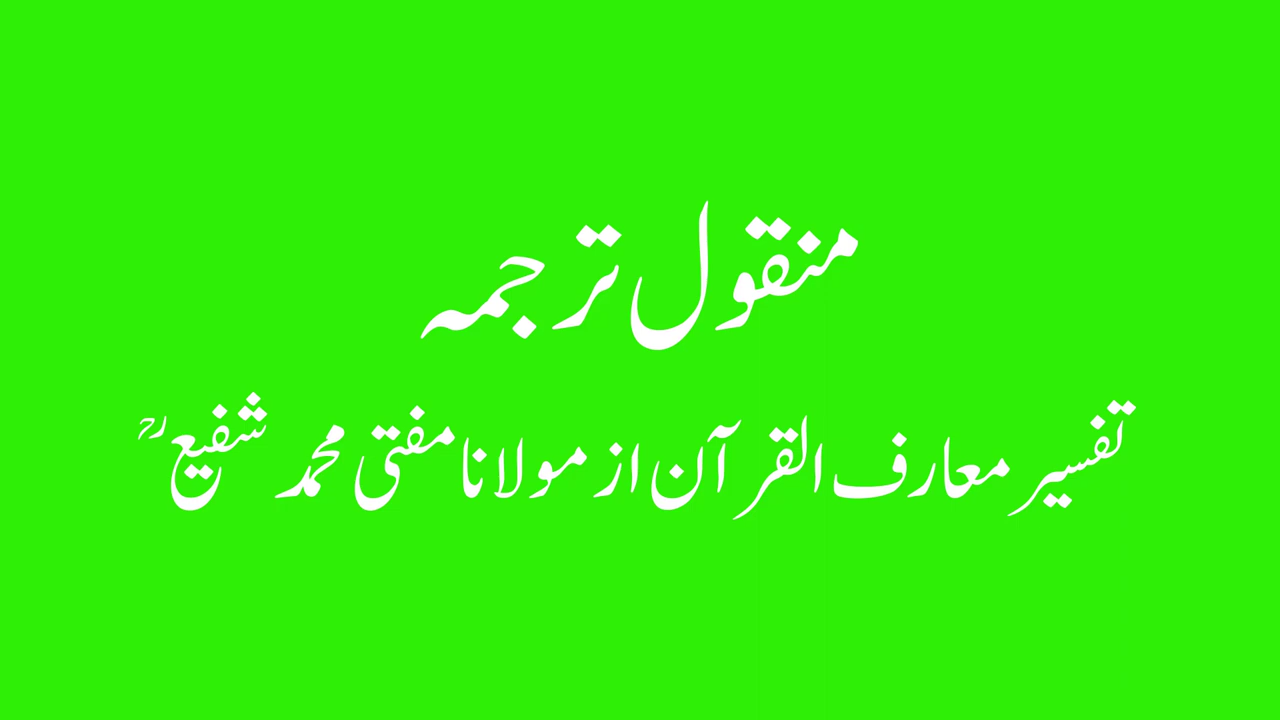 منقول ترجمہ
تفسیر معارف القرآن از مولانا مفتی محمد شفیعؒ